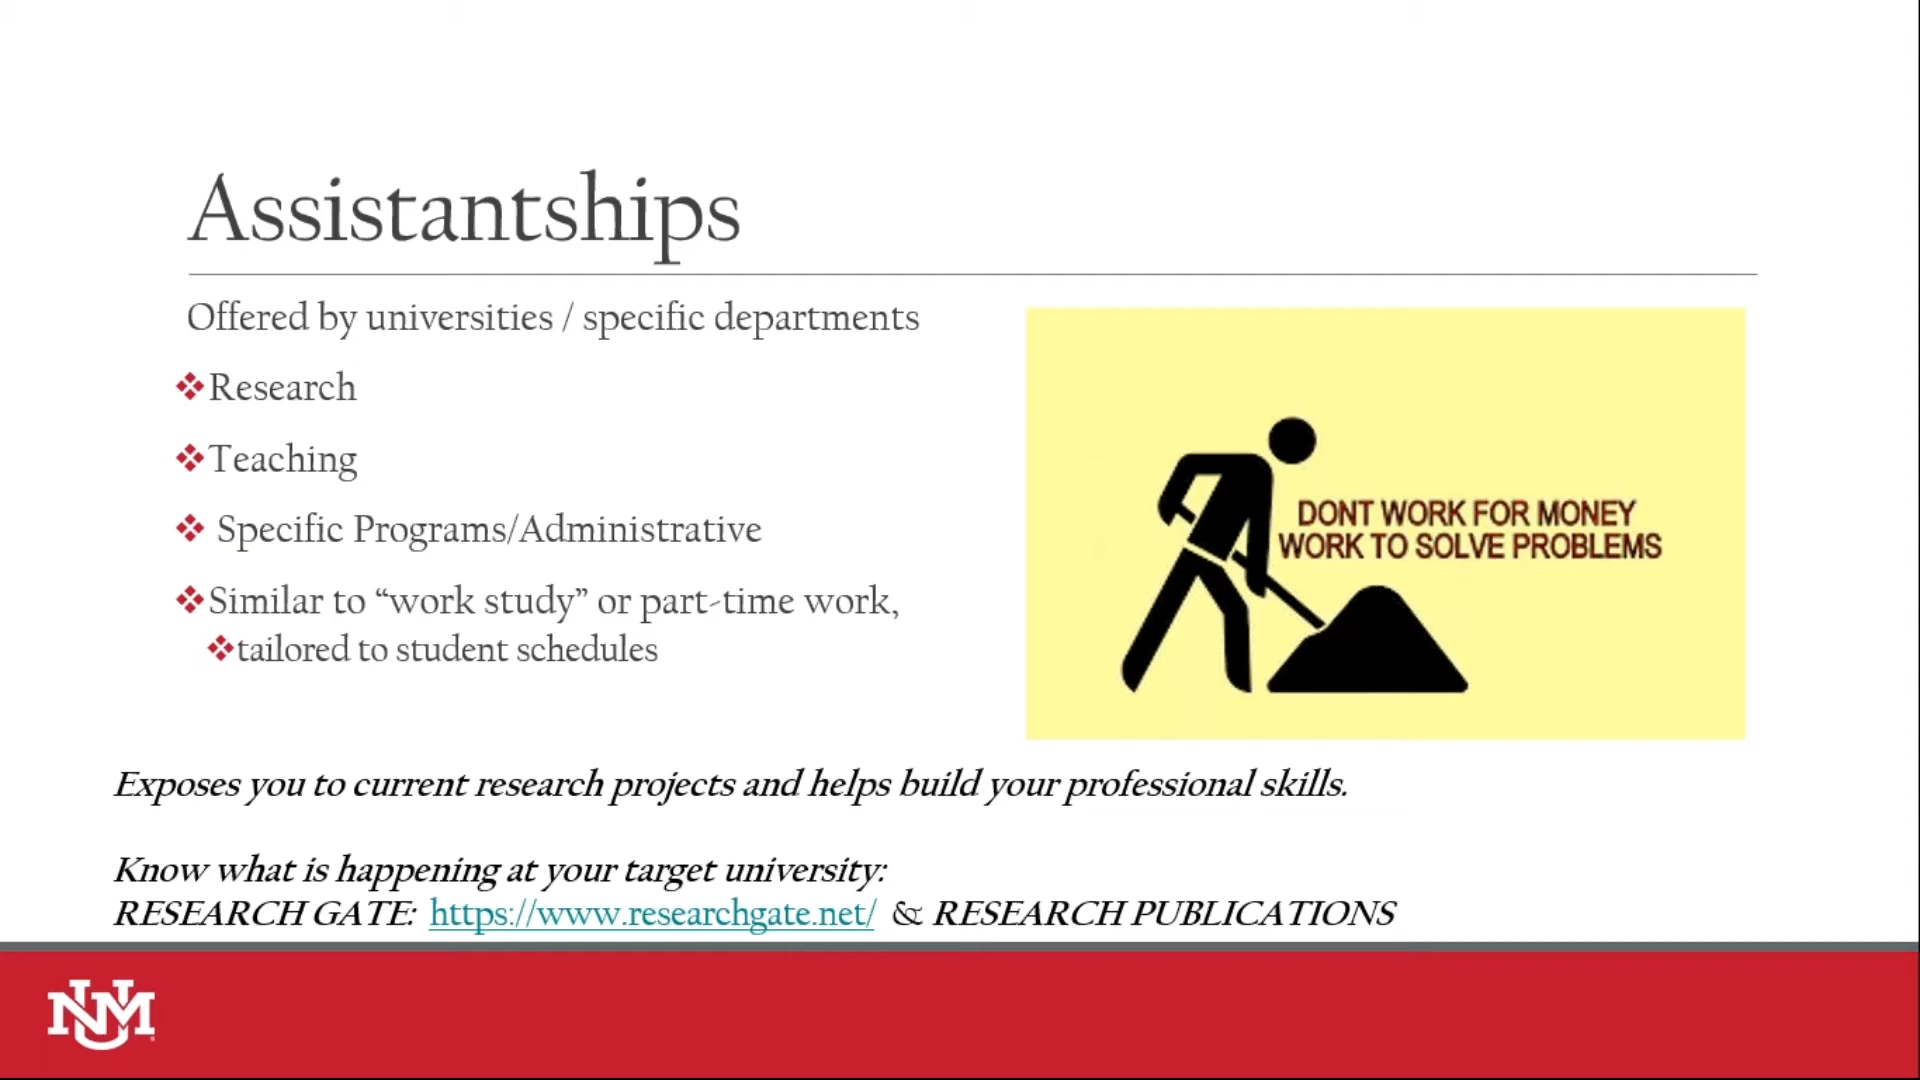 Assistantships
Offered by universities / specific departments
Research
Teaching
Specific Programs/Administrative
Similar to “work study” or part-time work,
tailored to student schedules
DONT WORK FOR MONEY
WORK TO SOLVE PROBLEMS
Exposes you to current research projects and helps build your professional skills.
Know what is happening at your target university:
RESEARCH GATE: https://www.researchgate.net/ & RESEARCH PUBLICATIONS
UNM